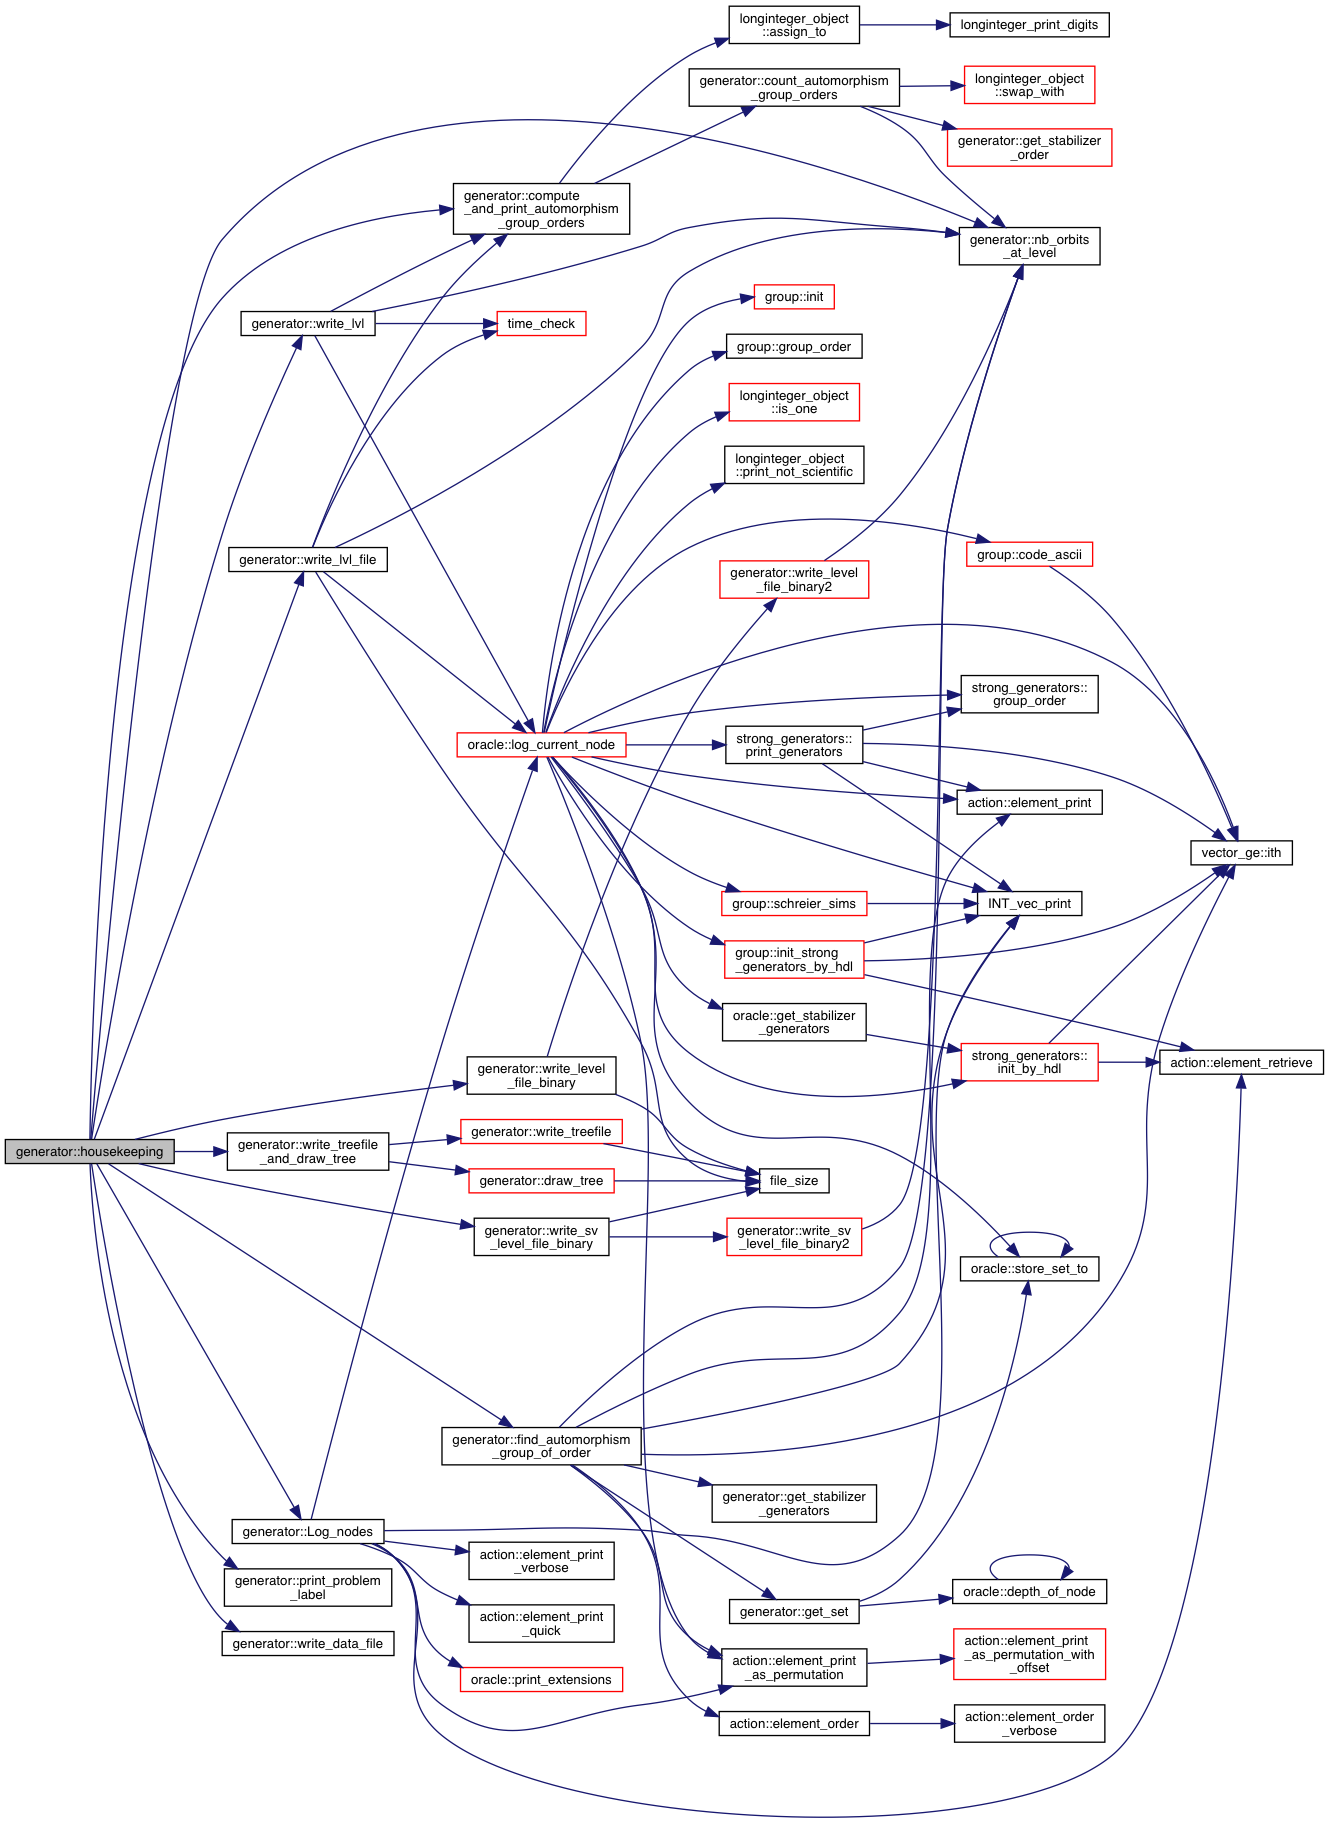 longinteger_object
::assign_to
longinteger_print_digits
generator::count_automorphism
_group_orders
longinteger_object
::swap_with
generator::get_stabilizer
_order
generator::compute
_and_print_automorphism
_group_orders
generator::nb_orbits
_at_level
group::init
generator::write_lvl
time_check
group::group_order
longinteger_object
::is_one
longinteger_object
::print_not_scientific
generator::write_lvl_file
group::code_ascii
generator::write_level
_file_binary2
strong_generators::
group_order
oracle::log_current_node
strong_generators::
print_generators
action::element_print
vector_ge::ith
group::schreier_sims
INT_vec_print
group::init_strong
_generators_by_hdl
oracle::get_stabilizer
_generators
strong_generators::
init_by_hdl
action::element_retrieve
generator::write_level
_file_binary
generator::housekeeping
generator::write_treefile
_and_draw_tree
generator::write_treefile
generator::draw_tree
file_size
generator::write_sv
_level_file_binary
generator::write_sv
_level_file_binary2
oracle::store_set_to
generator::find_automorphism
_group_of_order
generator::get_stabilizer
_generators
generator::Log_nodes
action::element_print
_verbose
generator::print_problem
_label
action::element_print
_quick
generator::get_set
oracle::depth_of_node
generator::write_data_file
oracle::print_extensions
action::element_print
_as_permutation
action::element_print
_as_permutation_with
_offset
action::element_order
action::element_order
_verbose